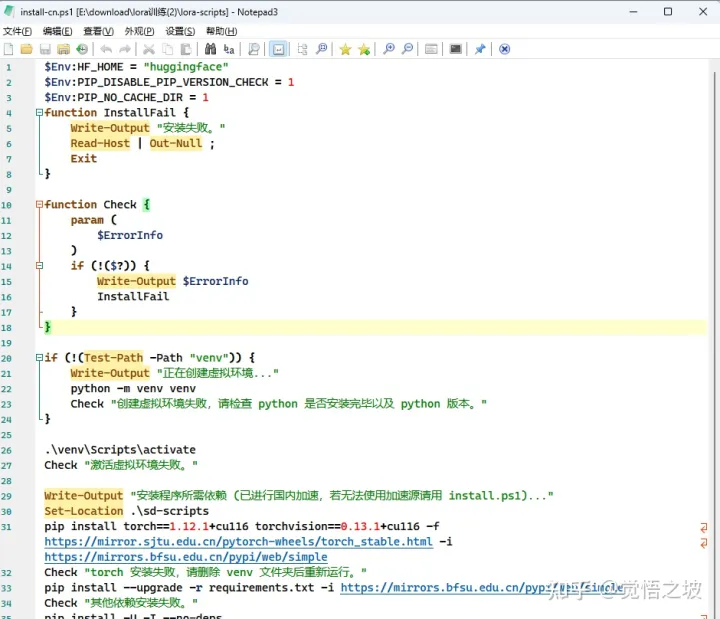 install-cn.ps1 [E:\download\lora训练(2)\lora-scripts] - Notepad3
文件(F) 编辑(E) 查看(V) 外观(P) 设置(S) 帮助(H)
1 $Env:HF_HOME = "huggingface"
2 $Env:PIP_DISABLE_PIP_VERSION_CHECK = 1
3 $Env:PIP_NO_CACHE_DIR = 1
4 function InstallFail {
5 Write-Output "安装失败。"
6 Read-Host | Out-Null ;
7 Exit
8 }
9
10 function Check {
11 param (
12 $ErrorInfo
13 )
14 if (!($?)) {
15 Write-Output $ErrorInfo
16 InstallFail
17 }
18 }
19
20 if (!(Test-Path -Path "venv")) {
21 Write-Output "正在创建虚拟环境..."
22 python -m venv venv
23 Check "创建虚拟环境失败，请检查 python 是否安装完毕以及 python 版本。"
24 }
25
26 .\venv\Scripts\activate
27 Check "激活虚拟环境失败。"
28
29 Write-Output "安装程序所需依赖 (已进行国内加速，若无法使用加速源请用 install.ps1)..."
30 Set-Location .\sd-scripts
31 pip install torch==1.12.1+cu116 torchvision==0.13.1+cu116 -f
https://mirror.sjtu.edu.cn/pytorch-wheels/torch_stable.html -i
https://mirrors.bfsu.edu.cn/pypi/web/simple
32 Check "torch 安装失败，请删除 venv 文件夹后重新运行。"
33 pip install --upgrade -r requirements.txt -i https://mirrors.bfsu.edu.cn/pypi/web/simple
34 Check "其他依赖安装失败。"
35 pip install -U -I --no-deps
知乎 @觉悟之坡